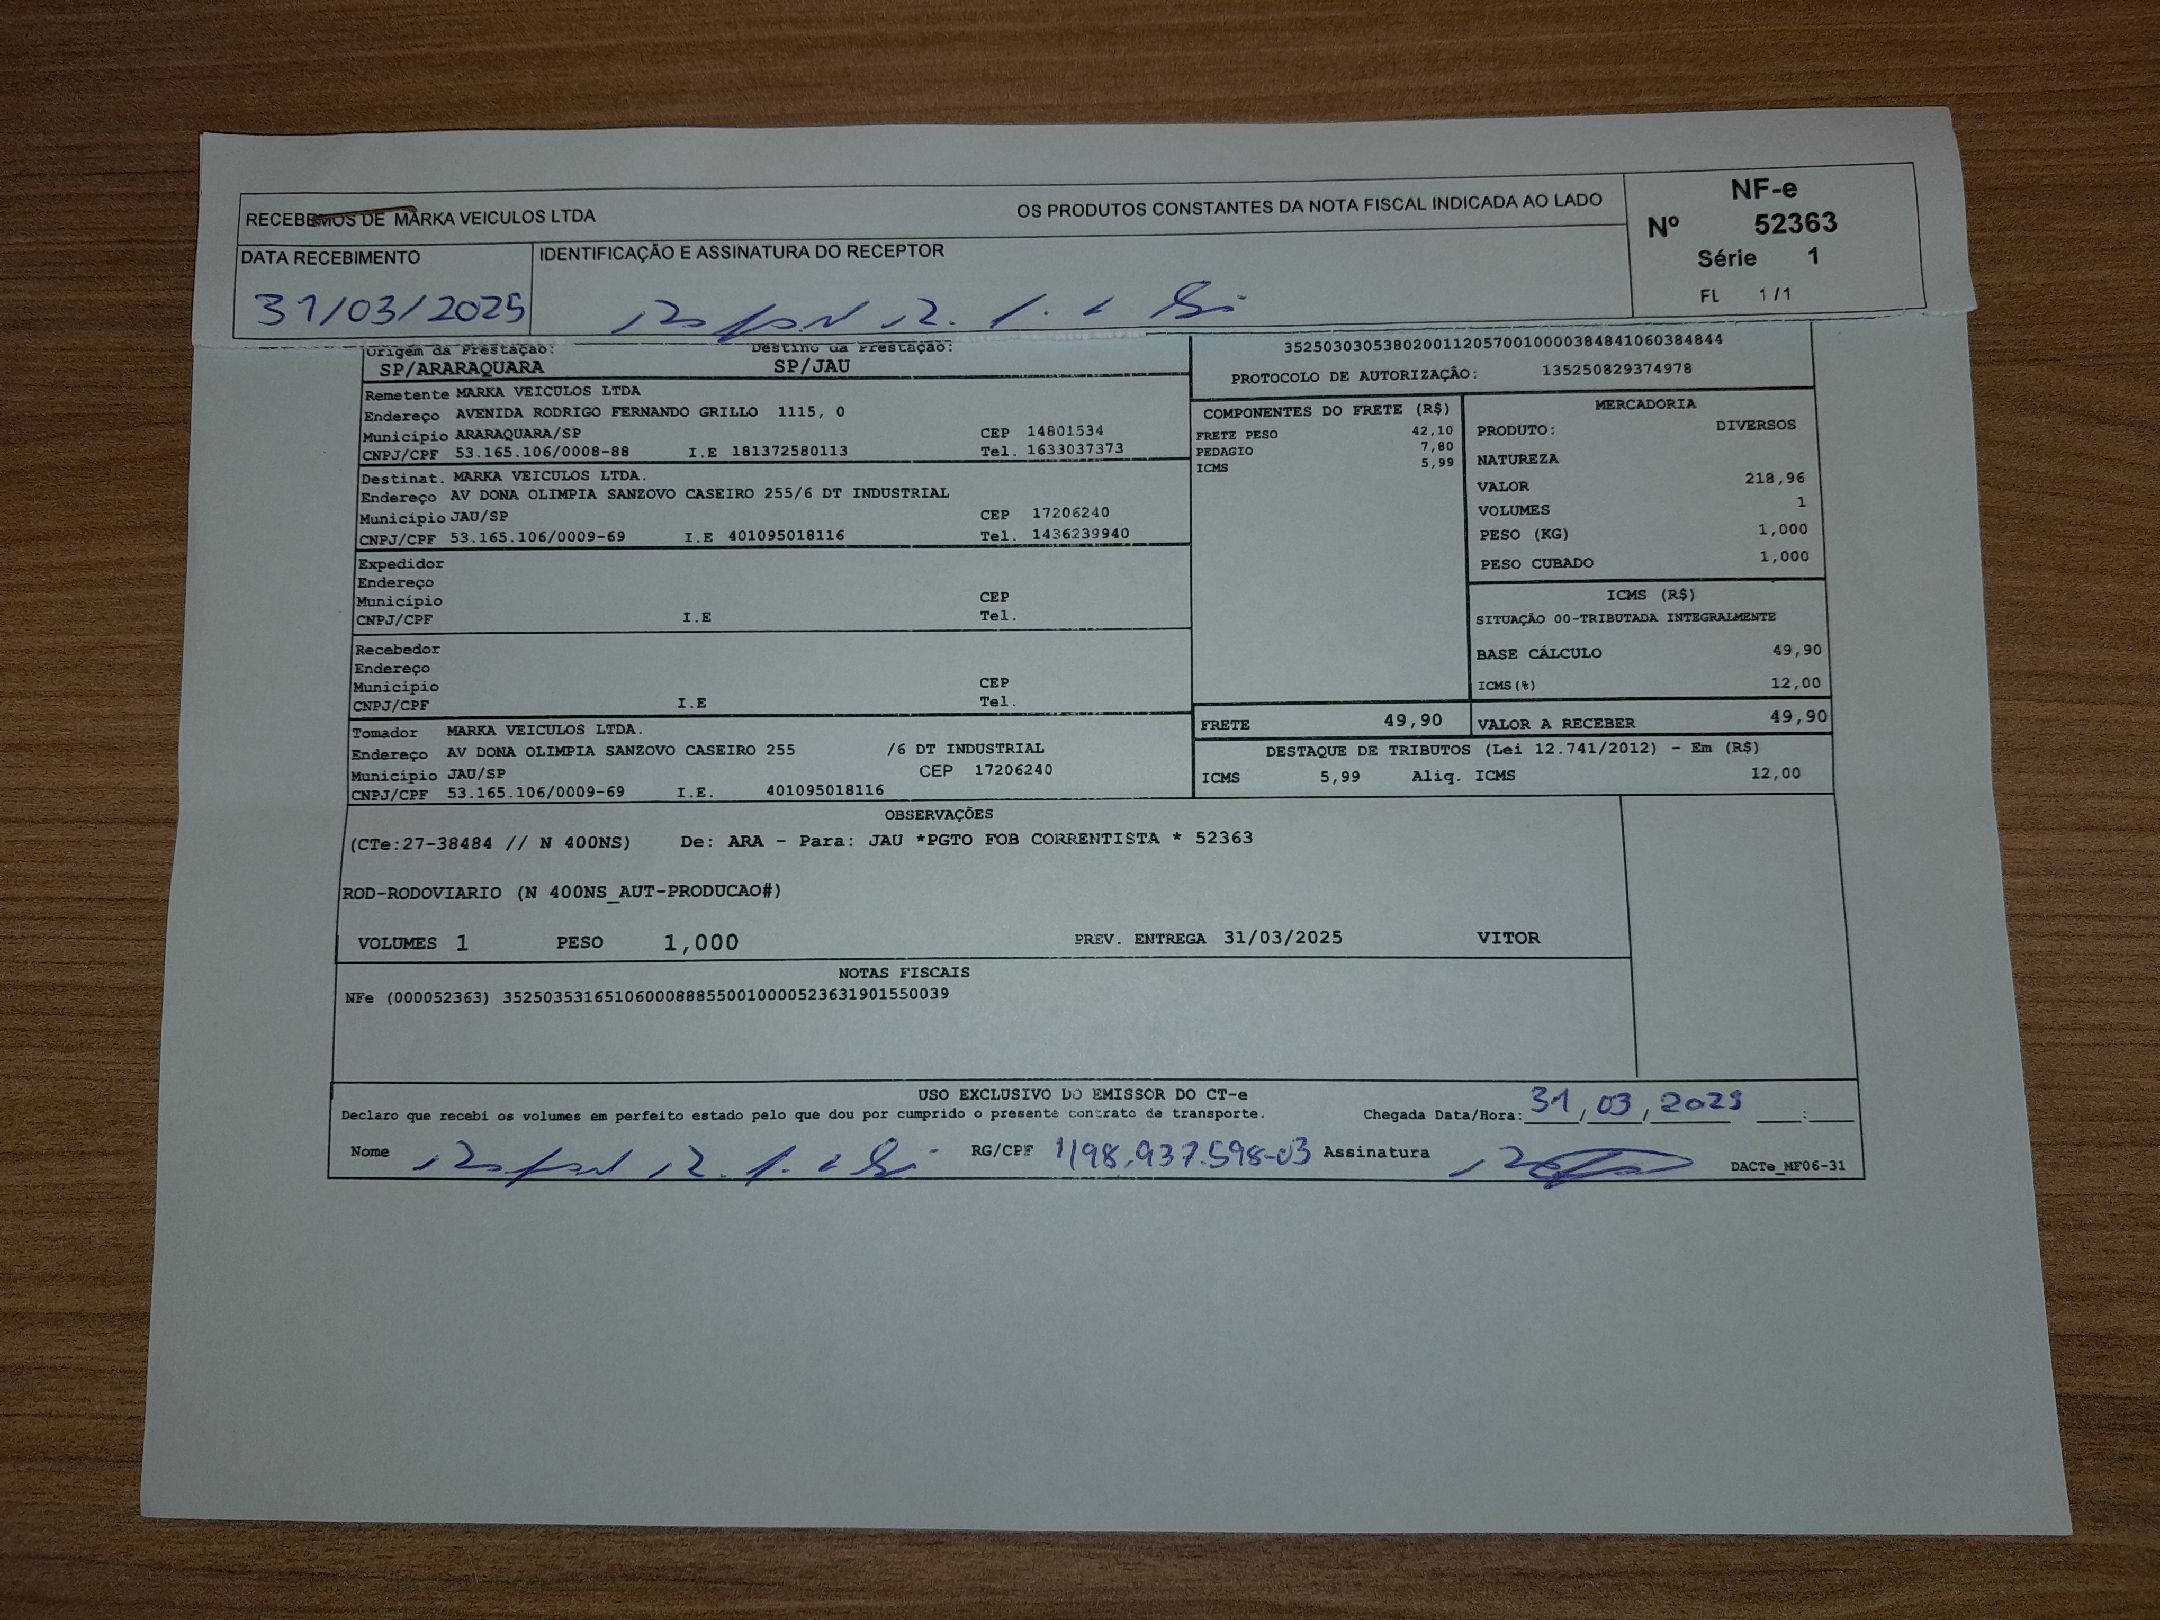 RECEBEMOS DE MARKA VEICULOS LTDA OS PRODUTOS CONSTANTES DA NOTA FISCAL INDICADA AO LADO
NF-e
Nº 52363
Série 1
FL 1 /1
DATA RECEBIMENTO IDENTIFICAÇÃO E ASSINATURA DO RECEPTOR
31/03/2025
Origem da Prestação: Destino da Prestação:
SP/ARARAQUARA SP/JAU
35250303053802001120570010000384841060384844
PROTOCOLO DE AUTORIZAÇÃO: 135250829374978
Remetente MARKA VEICULOS LTDA
Endereço AVENIDA RODRIGO FERNANDO GRILLO 1115, 0
Município ARARAQUARA/SP CEP 14801534
CNPJ/CPF 53.165.106/0008-88 I.E 181372580113 Tel. 1633037373
Destinat. MARKA VEICULOS LTDA.
Endereço AV DONA OLIMPIA SANZOVO CASEIRO 255/6 DT INDUSTRIAL
Município JAU/SP CEP 17206240
CNPJ/CPF 53.165.106/0009-69 I.E 401095018116 Tel. 1436239940
Expedidor
Endereço
Município CEP
CNPJ/CPF I.E Tel.
Recebedor
Endereço
Município CEP
CNPJ/CPF I.E Tel.
Tomador MARKA VEICULOS LTDA.
Endereço AV DONA OLIMPIA SANZOVO CASEIRO 255 /6 DT INDUSTRIAL
Município JAU/SP CEP 17206240
CNPJ/CPF 53.165.106/0009-69 I.E. 401095018116
COMPONENTES DO FRETE (R$)
FRETE PESO 42,10
PEDAGIO 7,80
ICMS 5,99
MERCADORIA
PRODUTO: DIVERSOS
NATUREZA
VALOR 218,96
VOLUMES 1
PESO (KG) 1,000
PESO CUBADO 1,000
ICMS (R$)
SITUAÇÃO 00-TRIBUTADA INTEGRALMENTE
BASE CÁLCULO 49,90
ICMS(%) 12,00
FRETE 49,90 VALOR A RECEBER 49,90
DESTAQUE DE TRIBUTOS (Lei 12.741/2012) - Em (R$)
ICMS 5,99 Aliq. ICMS 12,00
OBSERVAÇÕES
(CTe:27-38484 // N 400NS) De: ARA - Para: JAU *PGTO FOB CORRENTISTA * 52363
ROD-RODOVIARIO (N 400NS_AUT-PRODUCAO#)
VOLUMES 1 PESO 1,000 PREV. ENTREGA 31/03/2025 VITOR
NOTAS FISCAIS
NFe (000052363) 35250353165106000888550010000523631901550039
USO EXCLUSIVO DO EMISSOR DO CT-e
Declaro que recebi os volumes em perfeito estado pelo que dou por cumprido o presente contrato de transporte. Chegada Data/Hora: 31/03/2025 __:__
Nome RG/CPF Assinatura DACTe_MF06-31